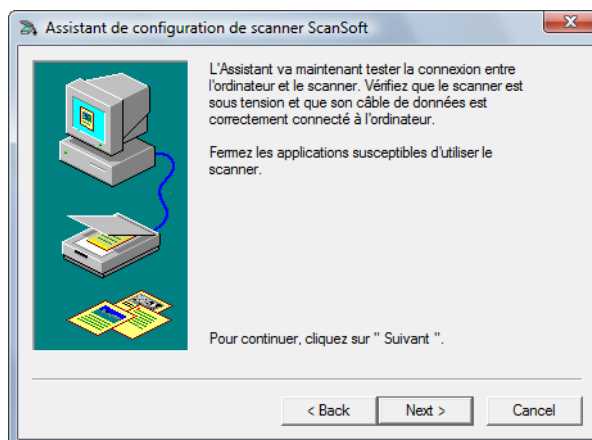 Assistant de configuration de scanner ScanSoft
L'Assistant va maintenant tester la connexion entre
l'ordinateur et le scanner. Vérifiez que le scanner est
sous tension et que son câble de données est
correctement connecté à l'ordinateur.
Fermez les applications susceptibles d'utiliser le
scanner.
Pour continuer, cliquez sur " Suivant ".
< Back
Next >
Cancel